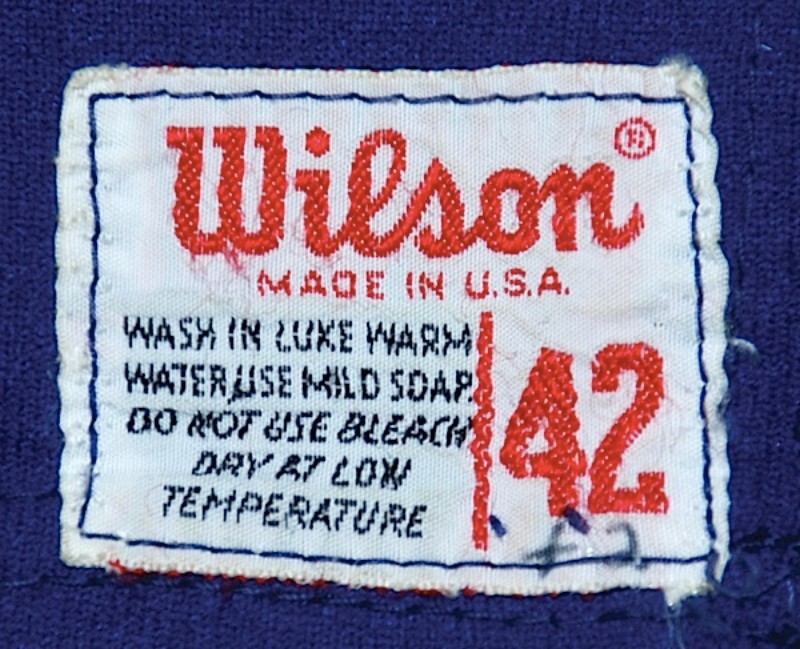 Wilson®
MADE IN U.S.A.
WASH IN LUKE WARM
WATER,USE MILD SOAP.
DO NOT USE BLEACH
DRY AT LOW
TEMPERATURE
42